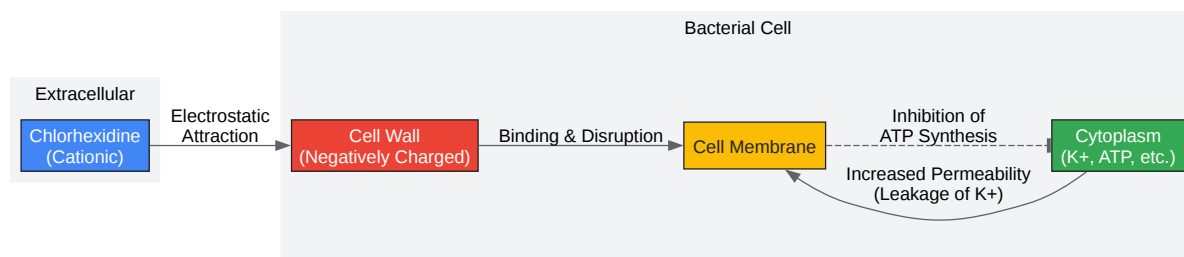 Bacterial Cell
Extracellular
Chlorhexidine
(Cationic)
Electrostatic
Attraction
Cell Wall
(Negatively Charged)
Binding & Disruption
Cell Membrane
Inhibition of
ATP Synthesis
Increased Permeability
(Leakage of K+)
Cytoplasm
(K+, ATP, etc.)